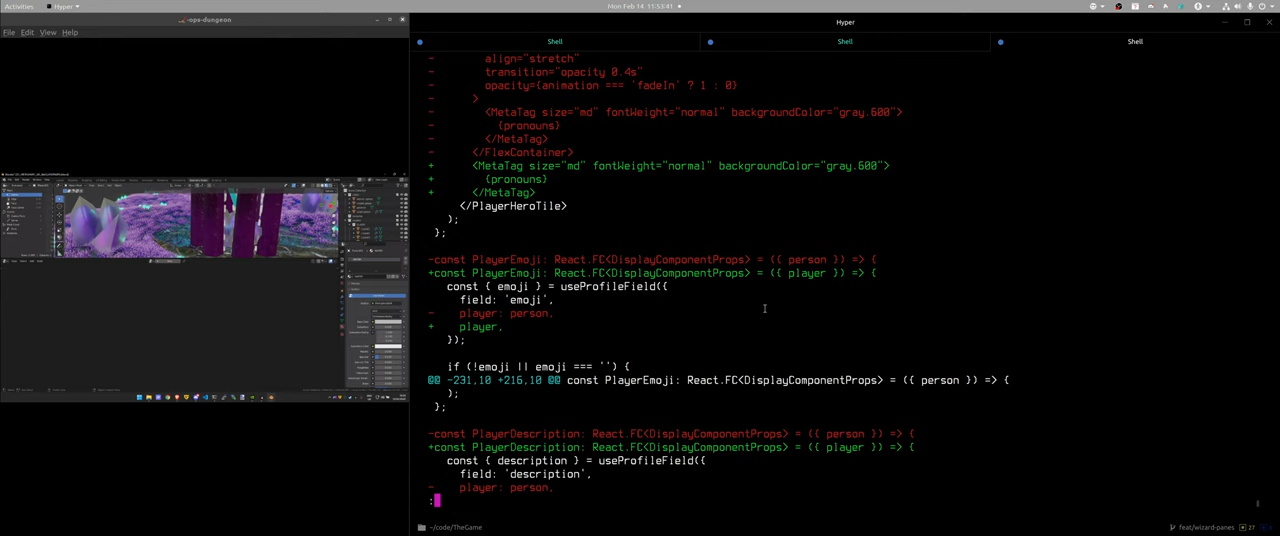 Activities
Hyper
Mon Feb 14 11:53:41
-ops-dungeon
File Edit View Help
Hyper
Shell
Shell
Shell
-        align="stretch"
-        transition="opacity 0.4s"
-        opacity={animation === 'fadeIn' ? 1 : 0}
-      >
-        <MetaTag size="md" fontWeight="normal" backgroundColor="gray.600">
-          {pronouns}
-        </MetaTag>
-      </FlexContainer>
+      <MetaTag size="md" fontWeight="normal" backgroundColor="gray.600">
+        {pronouns}
+      </MetaTag>
     </PlayerHeroTile>
   );
 };
-const PlayerEmoji: React.FC<DisplayComponentProps> = ({ person }) => {
+const PlayerEmoji: React.FC<DisplayComponentProps> = ({ player }) => {
   const { emoji } = useProfileField({
     field: 'emoji',
-    player: person,
+    player,
   });
   if (!emoji || emoji === '') {
@@ -231,10 +216,10 @@ const PlayerEmoji: React.FC<DisplayComponentProps> = ({ person }) => {
   );
 };
-const PlayerDescription: React.FC<DisplayComponentProps> = ({ person }) => {
+const PlayerDescription: React.FC<DisplayComponentProps> = ({ player }) => {
   const { description } = useProfileField({
     field: 'description',
-    player: person,
:
~/code/TheGame
feat/wizard-panes
27